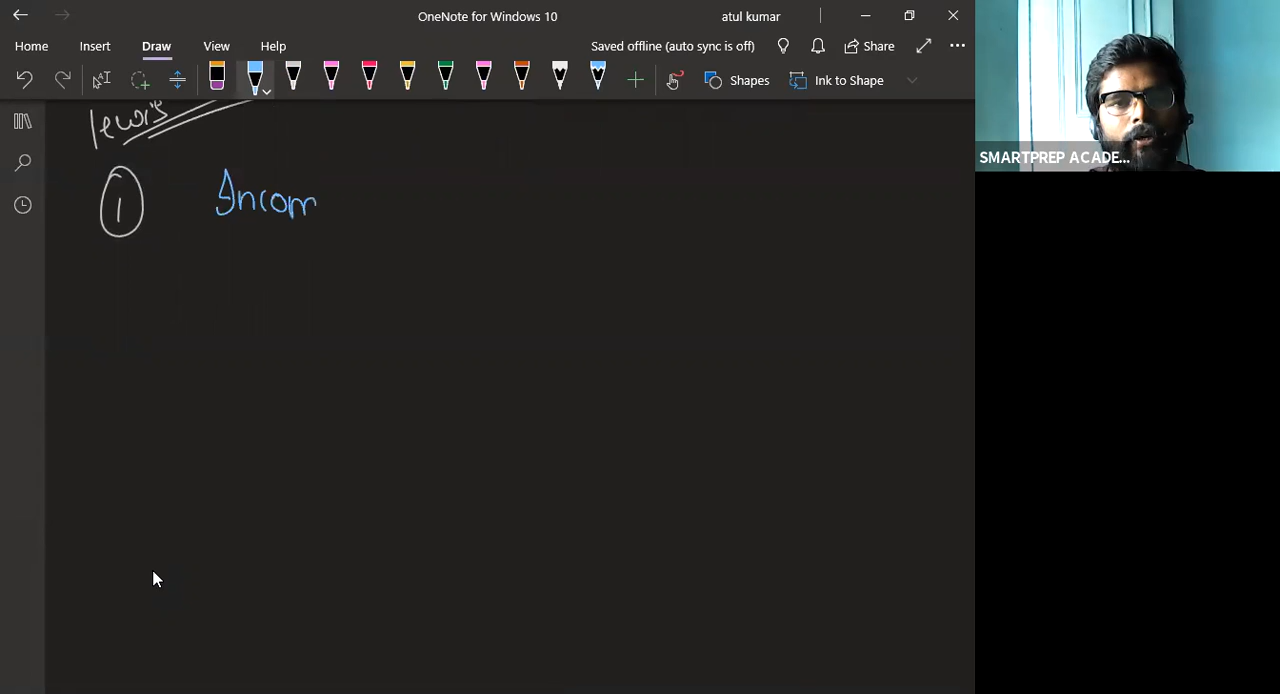 OneNote for Windows 10
atul kumar
Home Insert Draw View Help
Saved offline (auto sync is off)
Share
Shapes
Ink to Shape
SMARTPREP ACADE...
lewis
1 Incom